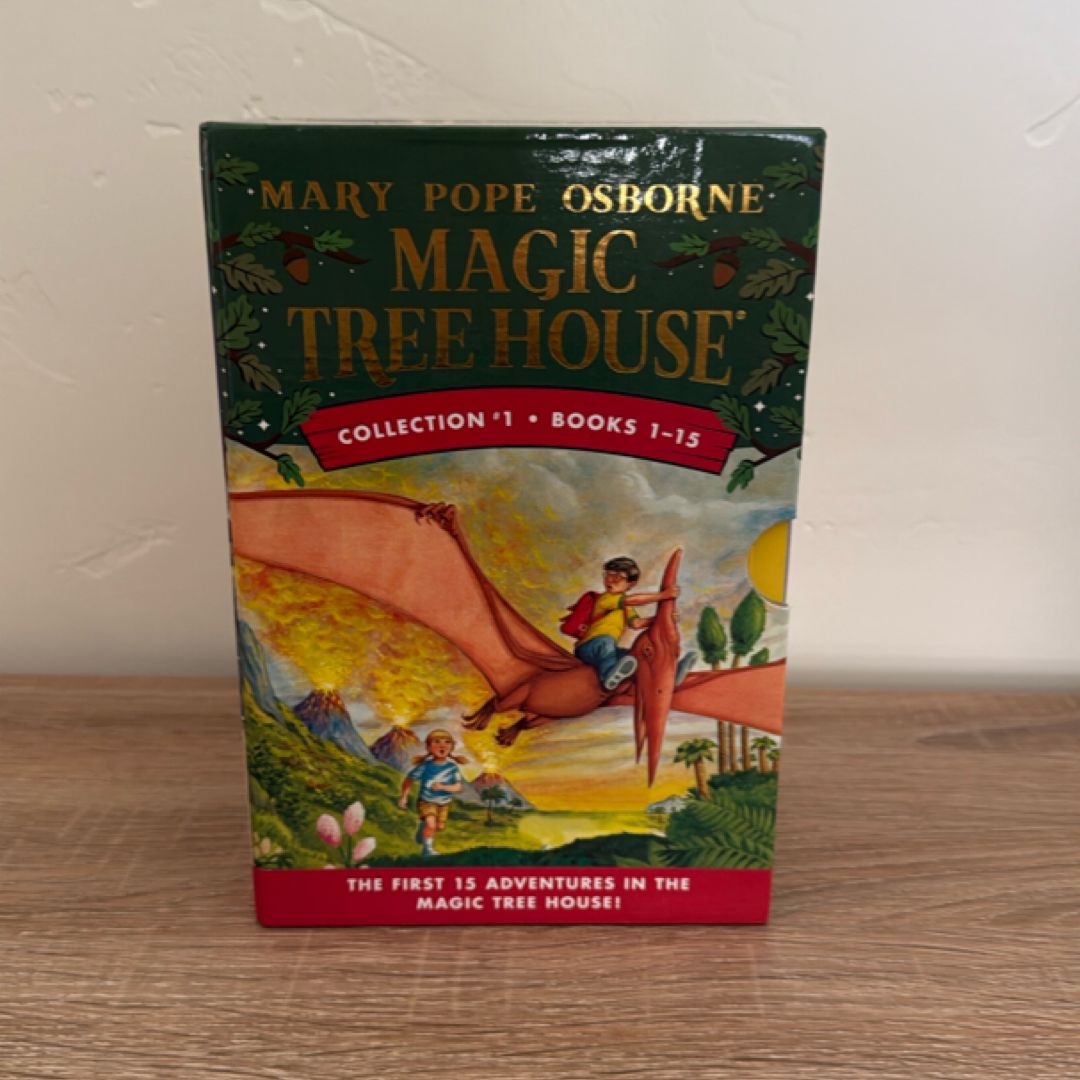 MARY POPE OSBORNE
MAGIC
TREE HOUSE®
COLLECTION #1 • BOOKS 1–15
THE FIRST 15 ADVENTURES IN THE
MAGIC TREE HOUSE!